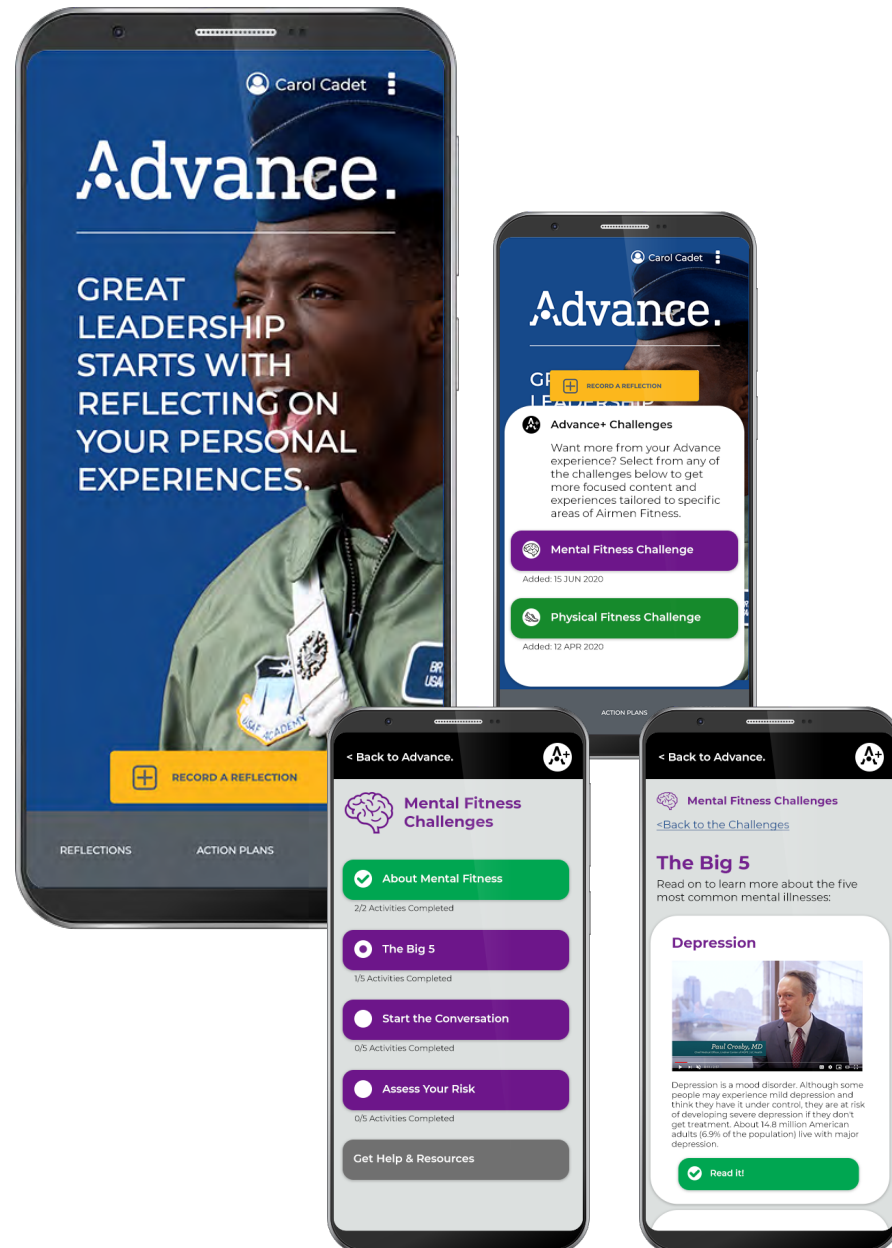 Carol Cadet
Advance.
GREAT
LEADERSHIP
STARTS WITH
REFLECTING ON
YOUR PERSONAL
EXPERIENCES.
BR
USA
USAF ACADEMY
RECORD A REFLECTION
REFLECTIONS
ACTION PLANS
Carol Cadet
Advance.
RECORD A REFLECTION
LEADERSHIP
A+
Advance+ Challenges
Want more from your Advance
experience? Select from any of
the challenges below to get
more focused content and
experiences tailored to specific
areas of Airmen Fitness.
Mental Fitness Challenge
Added: 15 JUN 2020
Physical Fitness Challenge
Added: 12 APR 2020
ACTION PLANS
< Back to Advance.
A+
Mental Fitness
Challenges
About Mental Fitness
2/2 Activities Completed
The Big 5
1/5 Activities Completed
Start the Conversation
0/5 Activities Completed
Assess Your Risk
0/5 Activities Completed
Get Help & Resources
< Back to Advance.
A+
Mental Fitness Challenges
<Back to the Challenges
The Big 5
Read on to learn more about the five
most common mental illnesses:
Depression
Paul Crosby, MD
Depression is a mood disorder. Although some
people may experience mild depression and
think they have it under control, they are at risk
of developing severe depression if they don't
get treatment. About 14.8 million American
adults (6.9% of the population) live with major
depression.
Read it!